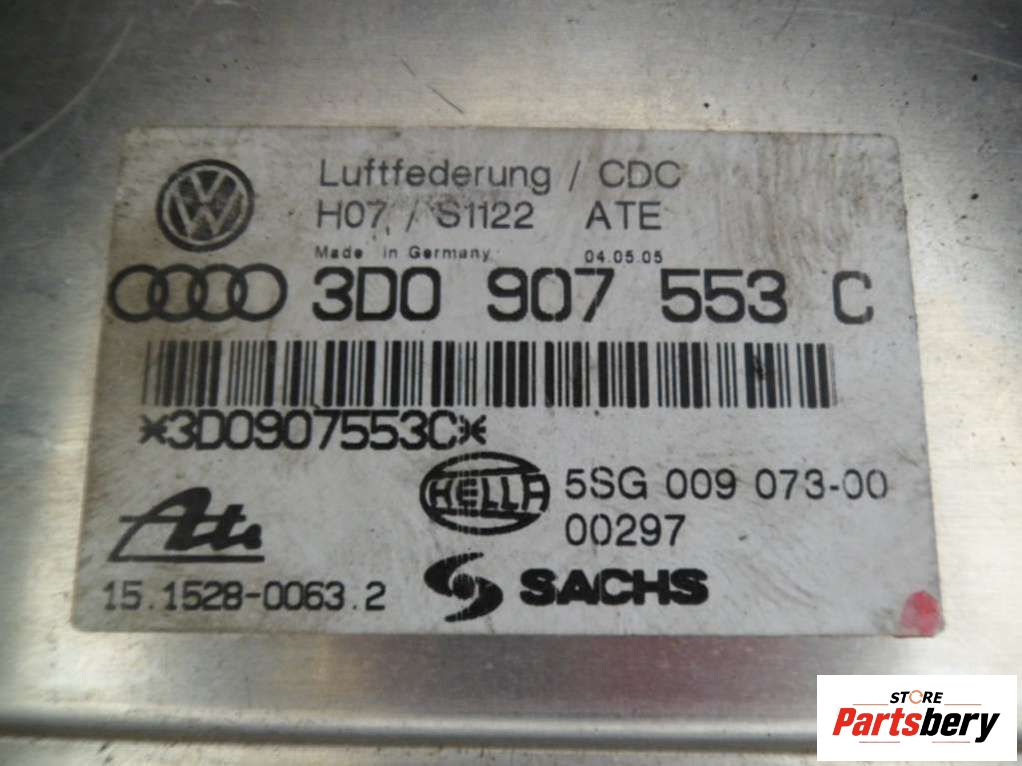 Luftfederung / CDC
H07 / S1122 ATE
Made in Germany 04.05.05
3D0 907 553 C
*3D0907553C*
HELLA 5SG 009 073-00
00297
Ate
15.1528-0063.2
SACHS
STORE
Partsbery